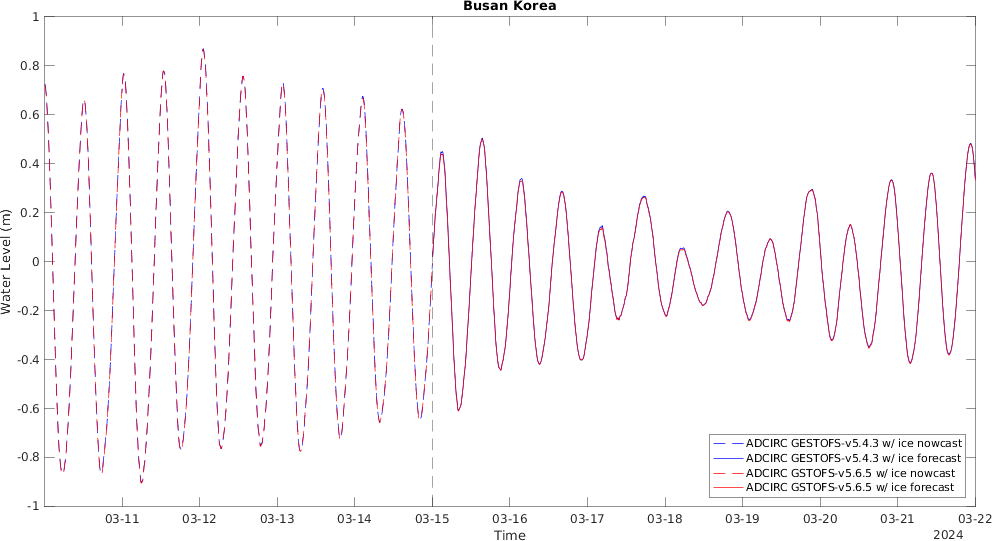 Busan Korea
1
0.8
0.6
0.4
0.2
0
-0.2
-0.4
-0.6
-0.8
-1
Water Level (m)
ADCIRC GESTOFS-v5.4.3 w/ ice nowcast
ADCIRC GESTOFS-v5.4.3 w/ ice forecast
ADCIRC GSTOFS-v5.6.5 w/ ice nowcast
ADCIRC GSTOFS-v5.6.5 w/ ice forecast
03-11 03-12 03-13 03-14 03-15 03-16 03-17 03-18 03-19 03-20 03-21 03-22
Time
2024